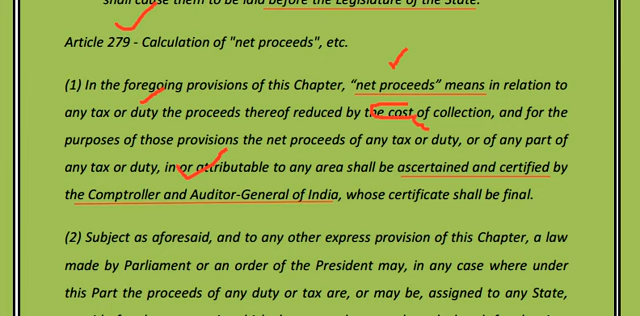 shall cause them to be laid before the Legislature of the State.
Article 279 - Calculation of "net proceeds", etc.
(1) In the foregoing provisions of this Chapter, “net proceeds” means in relation to
any tax or duty the proceeds thereof reduced by the cost of collection, and for the
purposes of those provisions the net proceeds of any tax or duty, or of any part of
any tax or duty, in or attributable to any area shall be ascertained and certified by
the Comptroller and Auditor-General of India, whose certificate shall be final.
(2) Subject as aforesaid, and to any other express provision of this Chapter, a law
made by Parliament or an order of the President may, in any case where under
this Part the proceeds of any duty or tax are, or may be, assigned to any State,